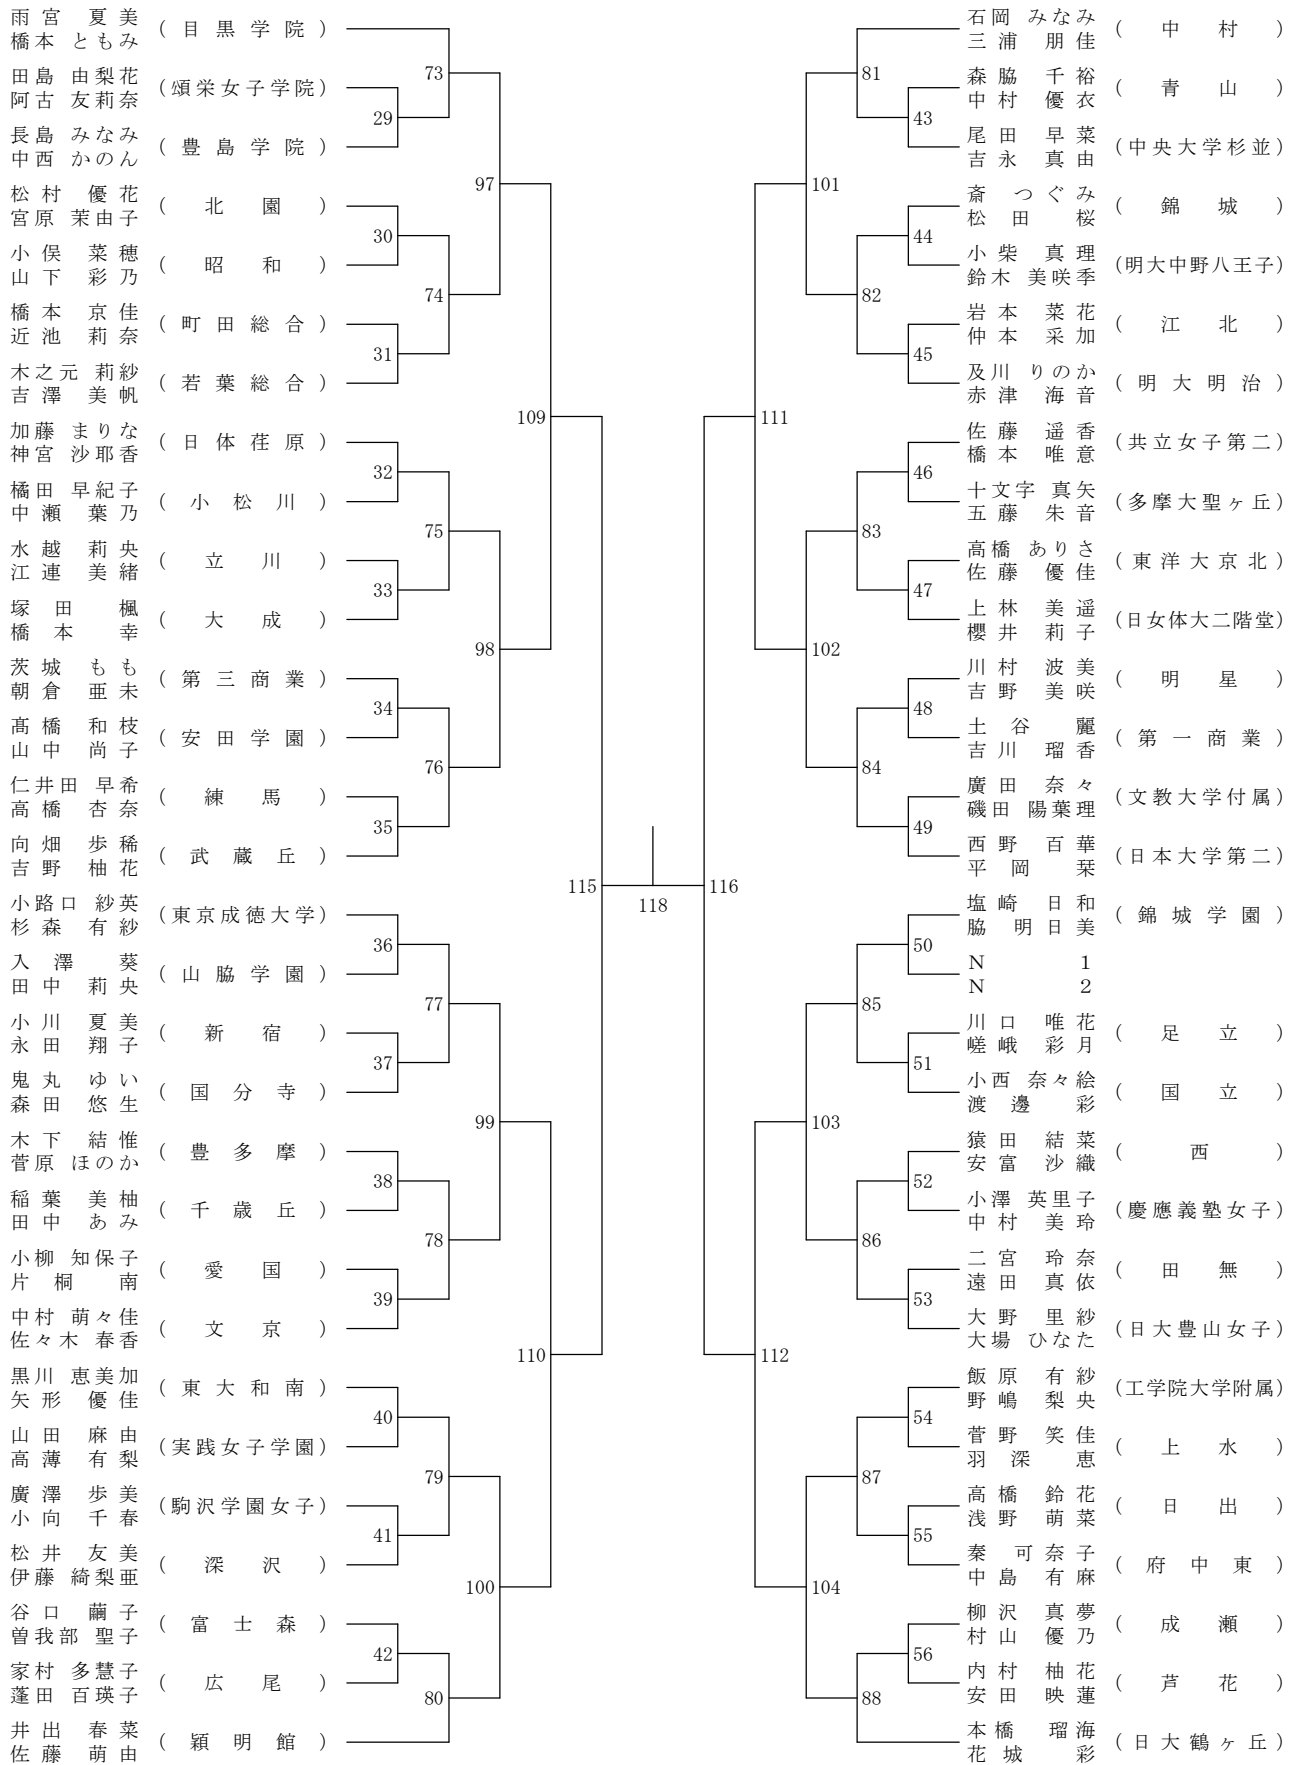 雨宮 夏美
橋本 ともみ
(目黒学院)
田島 由梨花
阿古 友莉奈
(頌栄女子学院)
長島 みなみ
中西 かのん
(豊島学院)
松村 優花
宮原 茉由子
(北園)
小俣 菜穂
山下 彩乃
(昭和)
橋本 京佳
近池 莉奈
(町田総合)
木之元 莉紗
吉澤 美帆
(若葉総合)
加藤 まりな
神宮 沙耶香
(日体荏原)
橘田 早紀子
中瀬 葉乃
(小松川)
水越 莉央
江連 美緒
(立川)
塚田 楓
橋本 幸
(大成)
茨城 もも
朝倉 亜未
(第三商業)
髙橋 和枝
山中 尚子
(安田学園)
仁井田 早希
高橋 杏奈
(練馬)
向畑 歩稀
吉野 柚花
(武蔵丘)
小路口 紗英
杉森 有紗
(東京成徳大学)
入澤 葵
田中 莉央
(山脇学園)
小川 夏美
永田 翔子
(新宿)
鬼丸 ゆい
森田 悠生
(国分寺)
木下 結惟
菅原 ほのか
(豊多摩)
稲葉 美柚
田中 あみ
(千歳丘)
小柳 知保子
片桐 南
(愛国)
中村 萌々佳
佐々木 春香
(文京)
黒川 恵美加
矢形 優佳
(東大和南)
山田 麻由
高薄 有梨
(実践女子学園)
廣澤 歩美
小向 千春
(駒沢学園女子)
松井 友美
伊藤 綺梨亜
(深沢)
谷口 繭子
曽我部 聖子
(富士森)
家村 多慧子
蓬田 百瑛子
(広尾)
井出 春菜
佐藤 萌由
(穎明館)
29
30
31
32
33
34
35
36
37
38
39
40
41
42
73
74
75
76
77
78
79
80
97
98
99
100
109
110
115
118
116
111
112
101
102
103
104
81
82
83
84
85
86
87
88
43
44
45
46
47
48
49
50
51
52
53
54
55
56
石岡 みなみ
三浦 朋佳
(中村)
森脇 千裕
中村 優衣
(青山)
尾田 早菜
吉永 真由
(中央大学杉並)
斎 つぐみ
松田 桜
(錦城)
小柴 真理
鈴木 美咲季
(明大中野八王子)
岩本 菜花
仲本 采加
(江北)
及川 りのか
赤津 海音
(明大明治)
佐藤 遥香
橋本 唯意
(共立女子第二)
十文字 真矢
五藤 朱音
(多摩大聖ヶ丘)
高橋 ありさ
佐藤 優佳
(東洋大京北)
上林 美遥
櫻井 莉子
(日女体大二階堂)
川村 波美
吉野 美咲
(明星)
土谷 麗
吉川 瑠香
(第一商業)
廣田 奈々
磯田 陽葉理
(文教大学付属)
西野 百華
平岡 栞
(日本大学第二)
塩崎 日和
脇 明日美
(錦城学園)
N 1
N 2
川口 唯花
嵯峨 彩月
(足立)
小西 奈々絵
渡邊 彩
(国立)
猿田 結菜
安富 沙織
(西)
小澤 英里子
中村 美玲
(慶應義塾女子)
二宮 玲奈
遠田 真依
(田無)
大野 里紗
大場 ひなた
(日大豊山女子)
飯原 有紗
野嶋 梨央
(工学院大学附属)
菅野 笑佳
羽深 恵
(上水)
高橋 鈴花
浅野 萌菜
(日出)
秦 可奈子
中島 有麻
(府中東)
柳沢 真夢
村山 優乃
(成瀬)
内村 柚花
安田 映蓮
(芦花)
本橋 瑠海
花城 彩
(日大鶴ヶ丘)